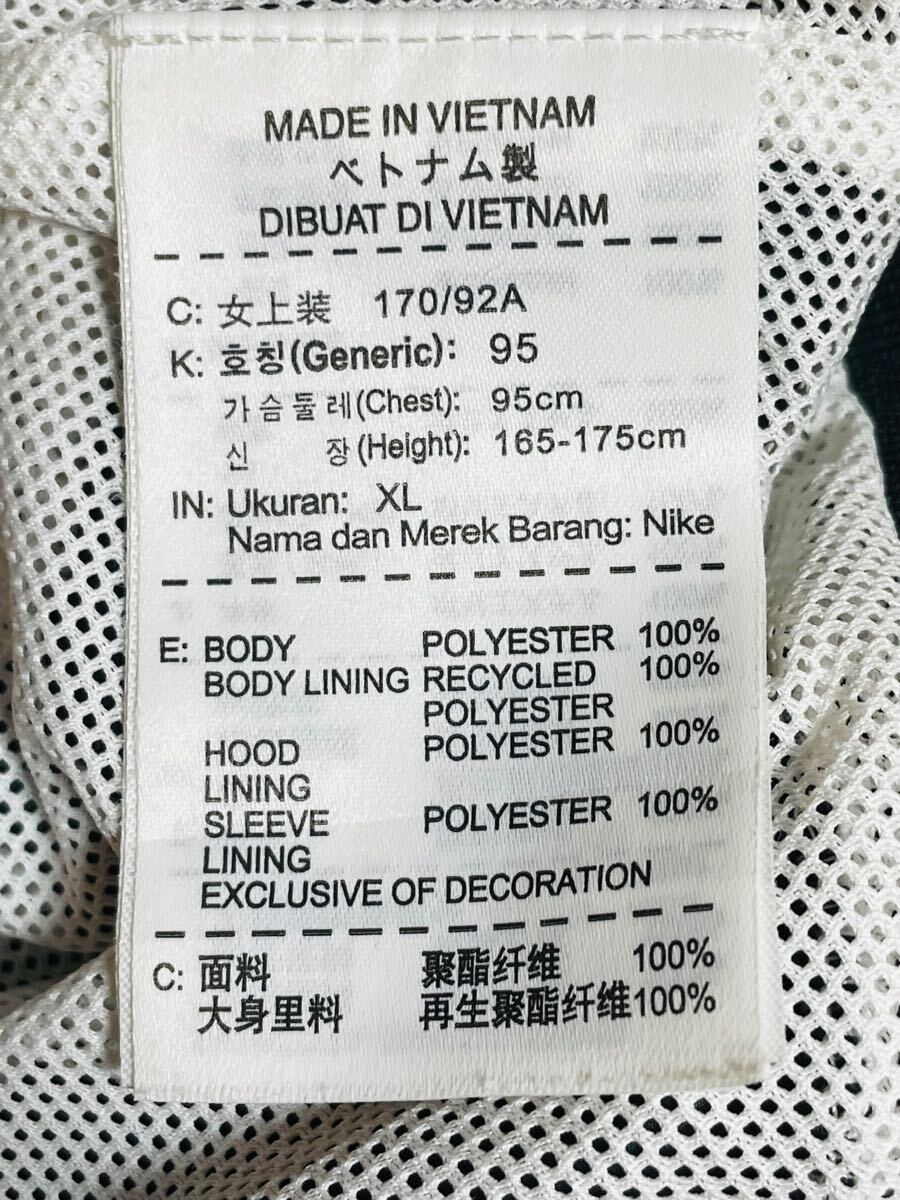 MADE IN VIETNAM
ベトナム製
DIBUAT DI VIETNAM
C: 女上装 170/92A
K: 호칭(Generic): 95
가슴둘레(Chest): 95cm
신 장(Height): 165-175cm
IN: Ukuran: XL
Nama dan Merek Barang: Nike
E: BODY POLYESTER 100%
BODY LINING RECYCLED 100%
POLYESTER
HOOD POLYESTER 100%
LINING
SLEEVE POLYESTER 100%
LINING
EXCLUSIVE OF DECORATION
C: 面料 聚酯纤维 100%
大身里料 再生聚酯纤维100%